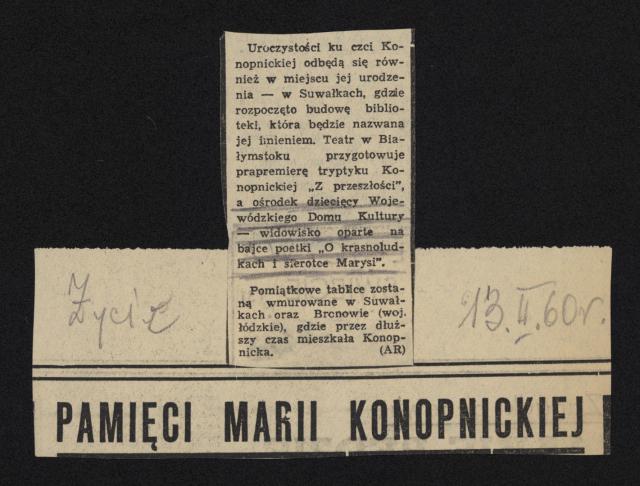 Uroczystości ku czci Ko-
nopnickiej odbędą się rów-
nież w miejscu jej urodze-
nia — w Suwałkach, gdzie
rozpoczęto budowę biblio-
teki, która będzie nazwana
jej imieniem. Teatr w Bia-
łymstoku przygotowuje
prapremierę tryptyku Ko-
nopnickiej „Z przeszłości",
a ośrodek dziecięcy Woje-
wódzkiego Domu Kultury
— widowisko oparte na
bajce poetki „O krasnolud-
kach i sierotce Marysi".
Pomiątkowe tablice zosta-
ną wmurowane w Suwał-
kach oraz Bronowie (woj.
łódzkie), gdzie przez dłuż-
szy czas mieszkała Konop-
nicka. (AR)
Życie
13.II.60r.
PAMIĘCI MARII KONOPNICKIEJ